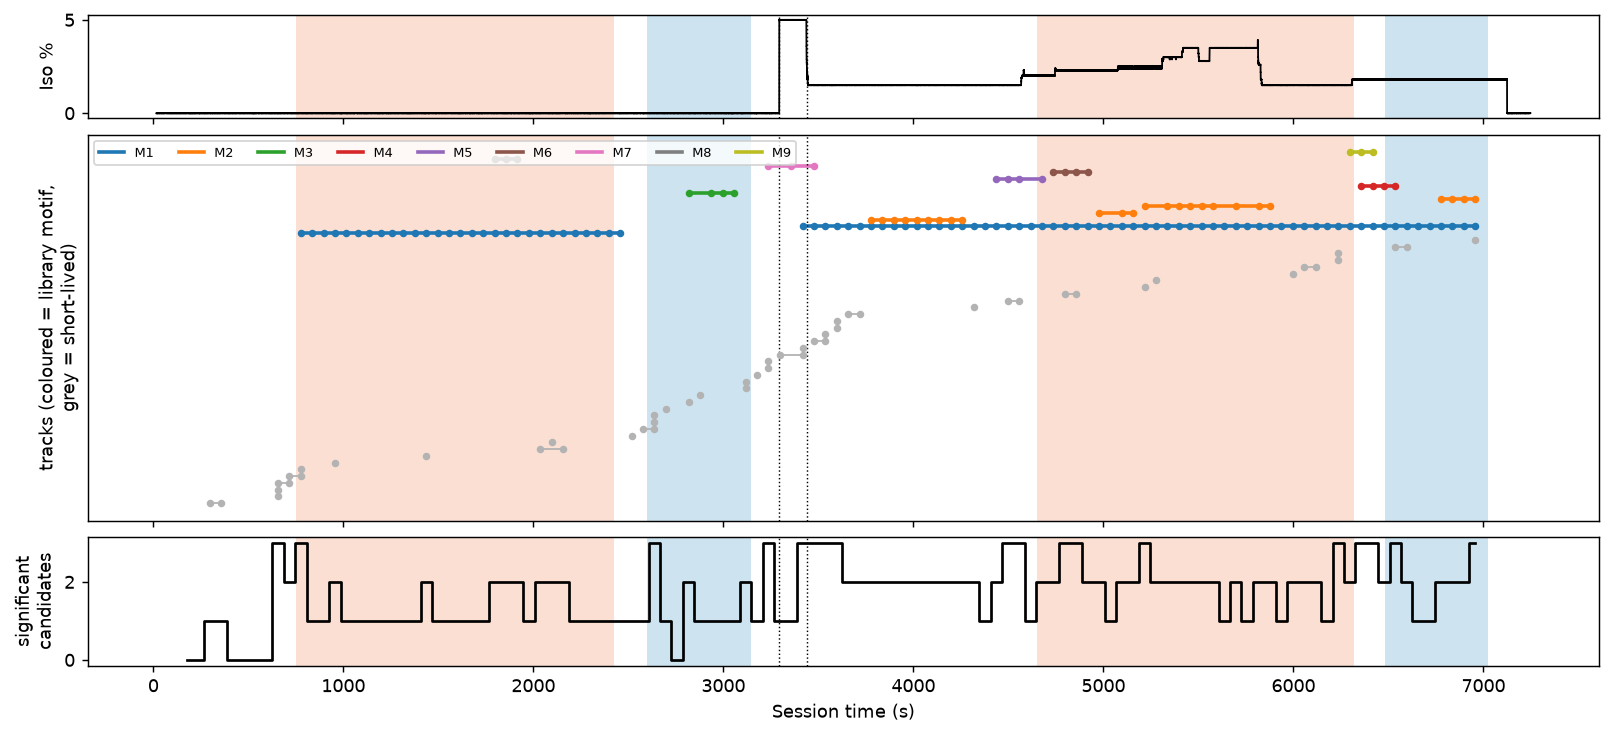 5
0
Iso %
M1 M2 M3 M4 M5 M6 M7 M8 M9
tracks (coloured = library motif,
grey = short-lived)
2
0
significant
candidates
0 1000 2000 3000 4000 5000 6000 7000
Session time (s)